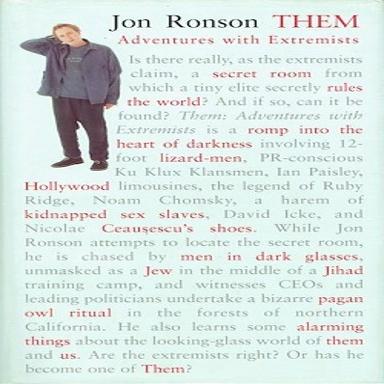 Jon Ronson THEM
Adventures with Extremists
Is there really, as the extremists
claim, a secret room from
which a tiny elite secretly rules
the world? And if so, can it be
found? Them: Adventures with
Extremists is a romp into the
heart of darkness involving 12-
foot lizard-men, PR-conscious
Ku Klux Klansmen, Ian Paisley,
Hollywood limousines, the legend of Ruby
Ridge, Noam Chomsky, a harem of
kidnapped sex slaves, David Icke, and
Nicolae Ceauşescu's shoes. While Jon
Ronson attempts to locate the secret room,
he is chased by men in dark glasses,
unmasked as a Jew in the middle of a Jihad
training camp, and witnesses CEOs and
leading politicians undertake a bizarre pagan
owl ritual in the forests of northern
California. He also learns some alarming
things about the looking-glass world of them
and us. Are the extremists right? Or has he
become one of Them?